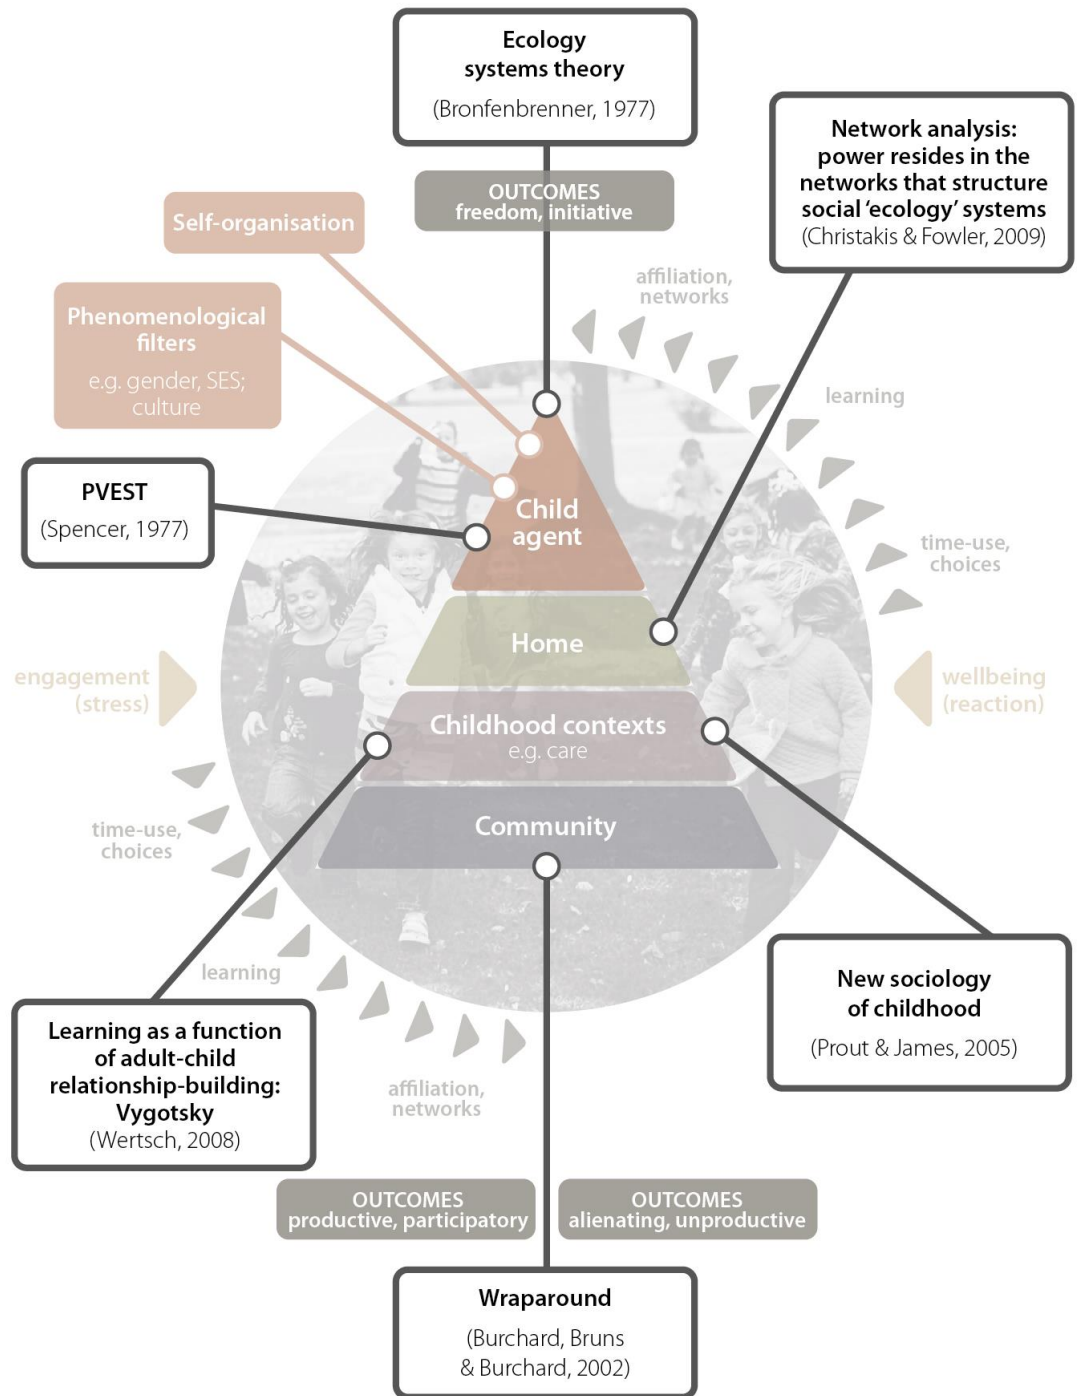 Ecology
systems theory
(Bronfenbrenner, 1977)
Network analysis:
power resides in the
networks that structure
social ‘ecology’ systems
(Christakis & Fowler, 2009)
OUTCOMES
freedom, initiative
Self-organisation
affiliation,
networks
Phenomenological
filters
e.g. gender, SES;
culture
learning
PVEST
(Spencer, 1977)
Child
agent
time-use,
choices
Home
engagement
(stress)
wellbeing
(reaction)
Childhood contexts
e.g. care
Community
time-use,
choices
learning
New sociology
of childhood
(Prout & James, 2005)
Learning as a function
of adult-child
relationship-building:
Vygotsky
(Wertsch, 2008)
affiliation,
networks
OUTCOMES
productive, participatory
OUTCOMES
alienating, unproductive
Wraparound
(Burchard, Bruns
& Burchard, 2002)